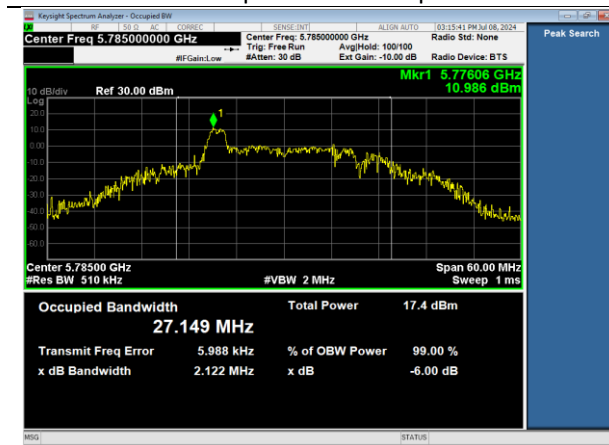 Keysight Spectrum Analyzer - Occupied BW
RF 50 Ω AC CORREC SENSE:INT ALIGN AUTO 03:15:41 PM Jul 08, 2024
Center Freq 5.785000000 GHz Center Freq: 5.785000000 GHz Radio Std: None
Trig: Free Run Avg|Hold: 100/100
#IFGain:Low #Atten: 30 dB Ext Gain: -10.00 dB Radio Device: BTS
Peak Search
Mkr1 5.77606 GHz
10 dB/div Ref 30.00 dBm 10.986 dBm
Log
20.0
10.0
0.00
-10.0
-20.0
-30.0
-40.0
-50.0
-60.0
1
Center 5.78500 GHz Span 60.00 MHz
#Res BW 510 kHz #VBW 2 MHz Sweep 1 ms
Occupied Bandwidth Total Power 17.4 dBm
27.149 MHz
Transmit Freq Error 5.988 kHz % of OBW Power 99.00 %
x dB Bandwidth 2.122 MHz x dB -6.00 dB
MSG STATUS